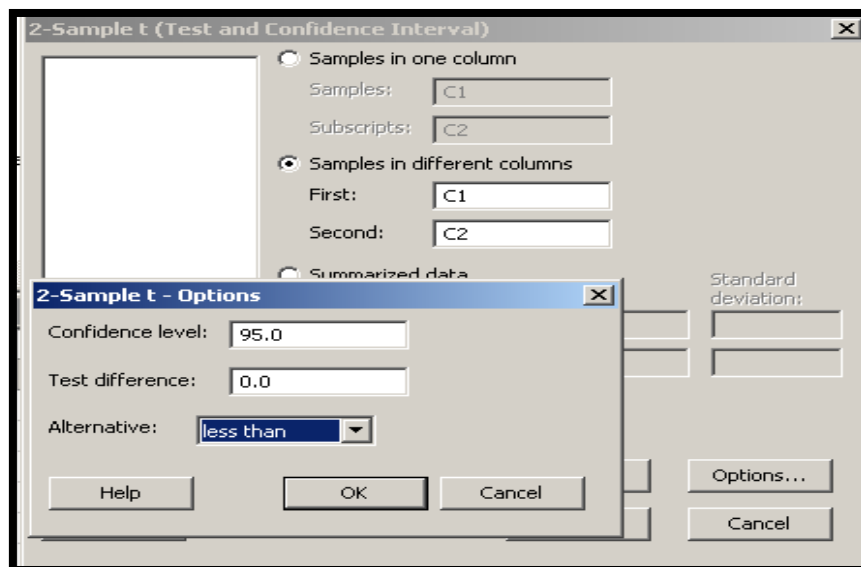 2-Sample t (Test and Confidence Interval)
Samples in one column
Samples: C1
Subscripts: C2
Samples in different columns
First: C1
Second: C2
Summarized data
Standard
deviation:
2-Sample t - Options
Confidence level: 95.0
Test difference: 0.0
Alternative: less than
Help OK Cancel
Options...
Cancel